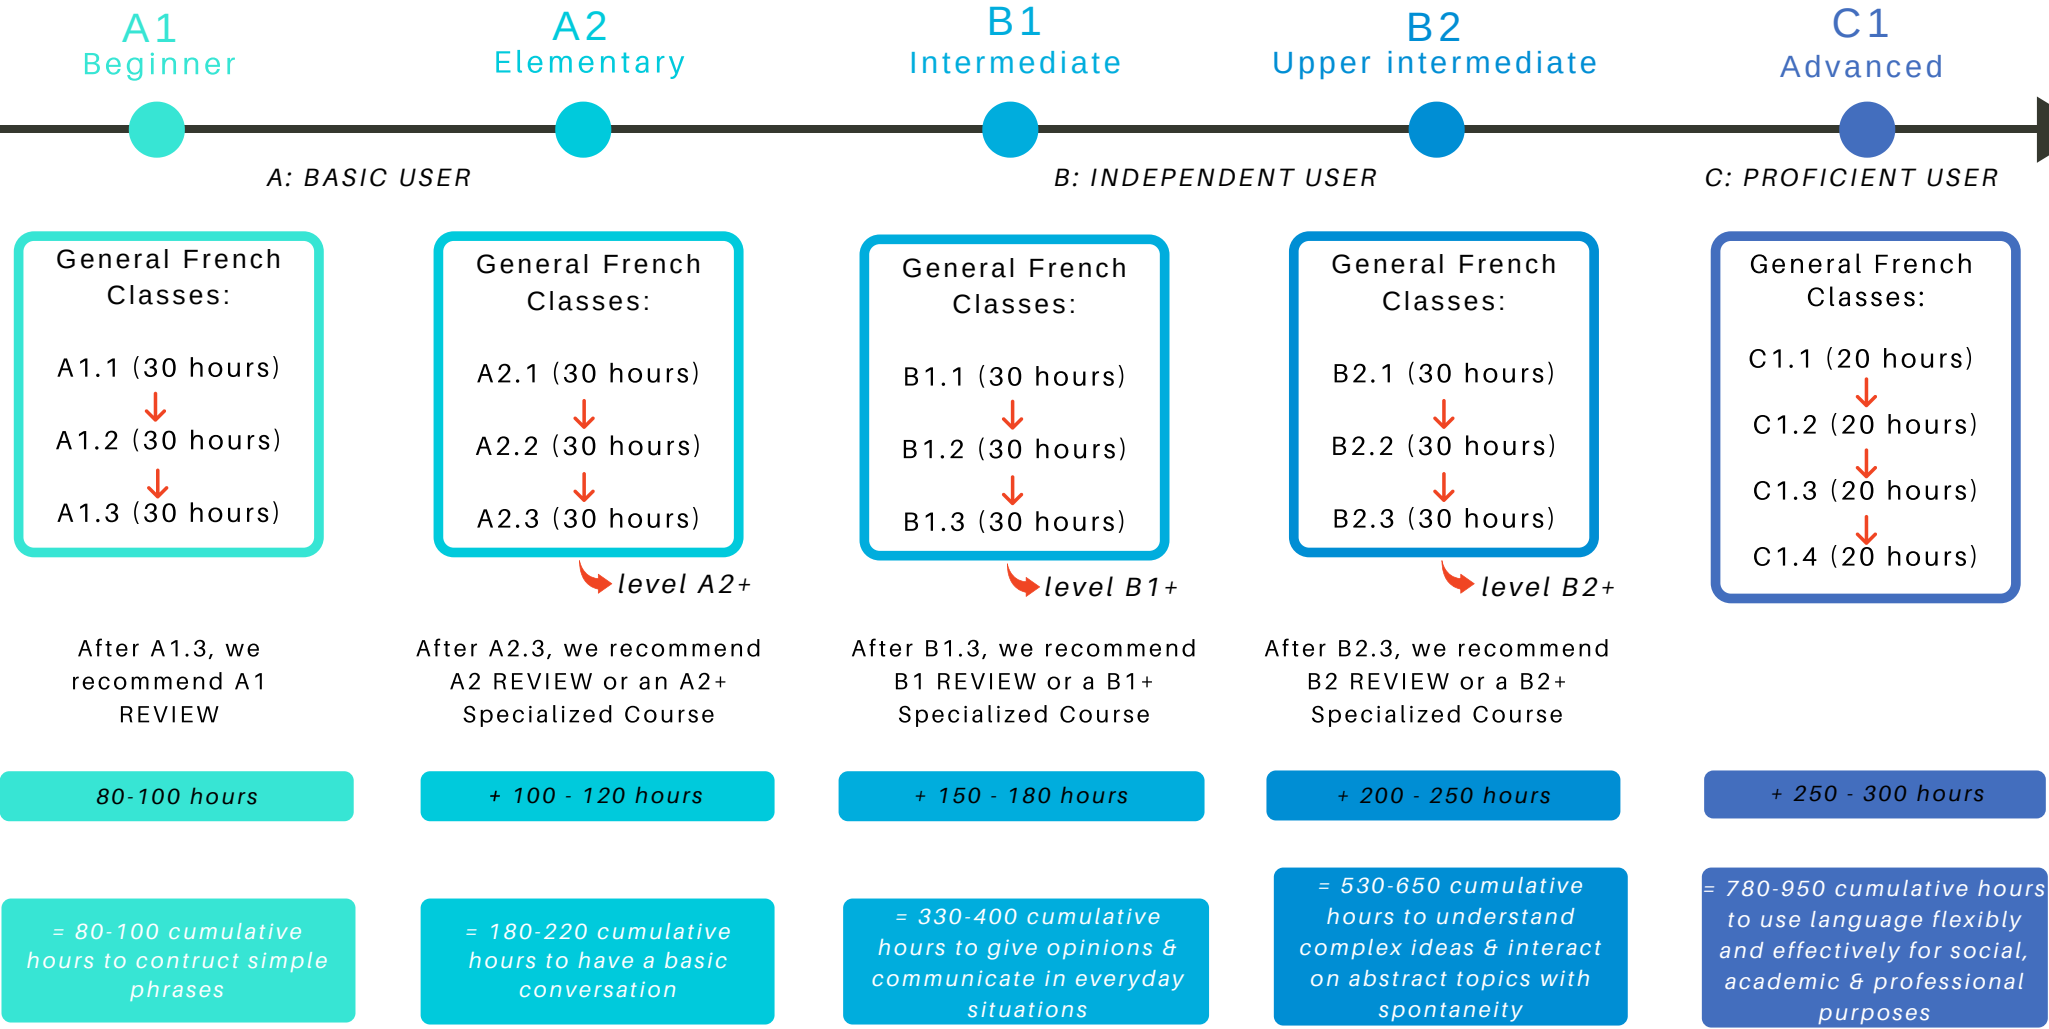 A1
Beginner
A2
Elementary
B1
Intermediate
B2
Upper intermediate
C1
Advanced
A: BASIC USER
B: INDEPENDENT USER
C: PROFICIENT USER
General French
Classes:
A1.1 (30 hours)
A1.2 (30 hours)
A1.3 (30 hours)
General French
Classes:
A2.1 (30 hours)
A2.2 (30 hours)
A2.3 (30 hours)
level A2+
General French
Classes:
B1.1 (30 hours)
B1.2 (30 hours)
B1.3 (30 hours)
level B1+
General French
Classes:
B2.1 (30 hours)
B2.2 (30 hours)
B2.3 (30 hours)
level B2+
General French
Classes:
C1.1 (20 hours)
C1.2 (20 hours)
C1.3 (20 hours)
C1.4 (20 hours)
After A1.3, we
recommend A1
REVIEW
After A2.3, we recommend
A2 REVIEW or an A2+
Specialized Course
After B1.3, we recommend
B1 REVIEW or a B1+
Specialized Course
After B2.3, we recommend
B2 REVIEW or a B2+
Specialized Course
80-100 hours
+ 100 - 120 hours
+ 150 - 180 hours
+ 200 - 250 hours
+ 250 - 300 hours
= 80-100 cumulative
hours to contruct simple
phrases
= 180-220 cumulative
hours to have a basic
conversation
= 330-400 cumulative
hours to give opinions &
communicate in everyday
situations
= 530-650 cumulative
hours to understand
complex ideas & interact
on abstract topics with
spontaneity
= 780-950 cumulative hours
to use language flexibly
and effectively for social,
academic & professional
purposes